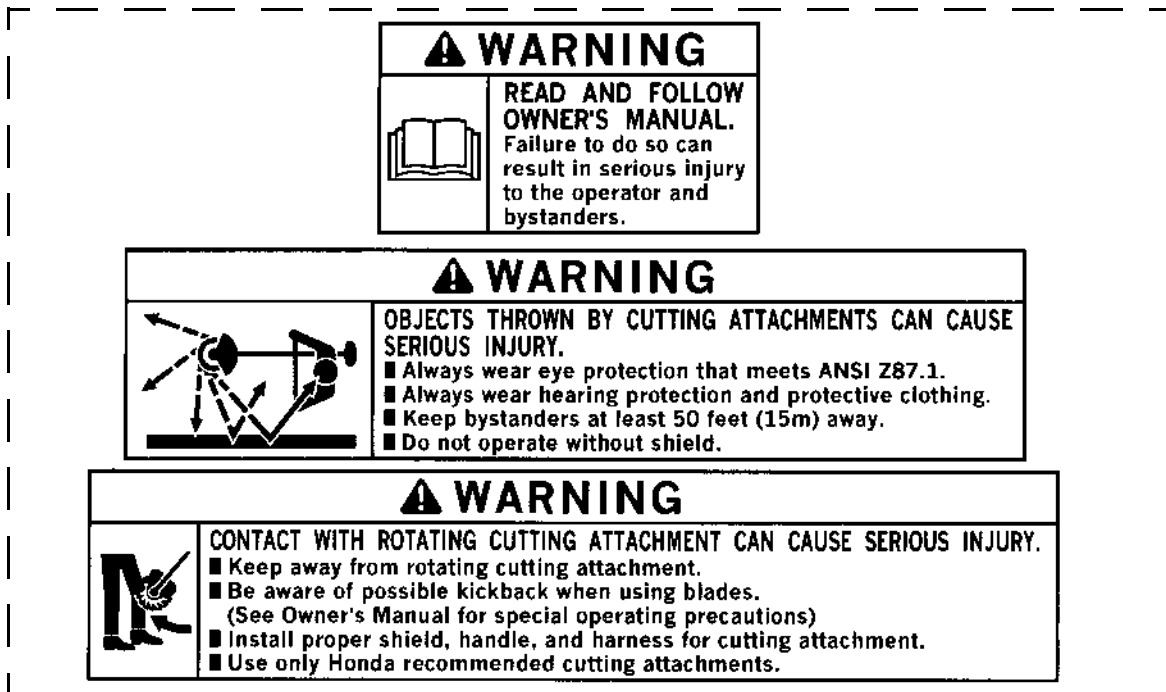 WARNING
READ AND FOLLOW
OWNER'S MANUAL.
Failure to do so can
result in serious injury
to the operator and
bystanders.
WARNING
OBJECTS THROWN BY CUTTING ATTACHMENTS CAN CAUSE
SERIOUS INJURY.
■ Always wear eye protection that meets ANSI Z87.1.
■ Always wear hearing protection and protective clothing.
■ Keep bystanders at least 50 feet (15m) away.
■ Do not operate without shield.
WARNING
CONTACT WITH ROTATING CUTTING ATTACHMENT CAN CAUSE SERIOUS INJURY.
■ Keep away from rotating cutting attachment.
■ Be aware of possible kickback when using blades.
(See Owner's Manual for special operating precautions)
■ Install proper shield, handle, and harness for cutting attachment.
■ Use only Honda recommended cutting attachments.